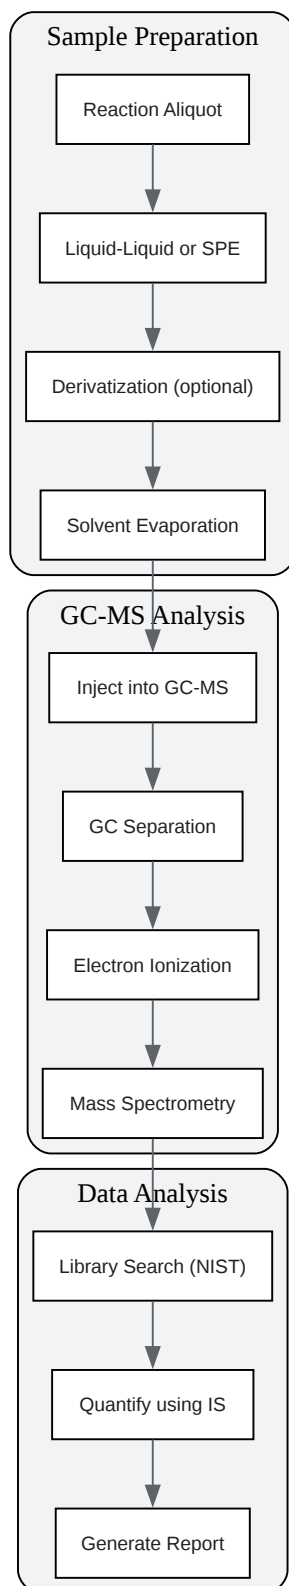 Sample Preparation
Reaction Aliquot
Liquid-Liquid or SPE
Derivatization (optional)
Solvent Evaporation
GC-MS Analysis
Inject into GC-MS
GC Separation
Electron Ionization
Mass Spectrometry
Data Analysis
Library Search (NIST)
Quantify using IS
Generate Report